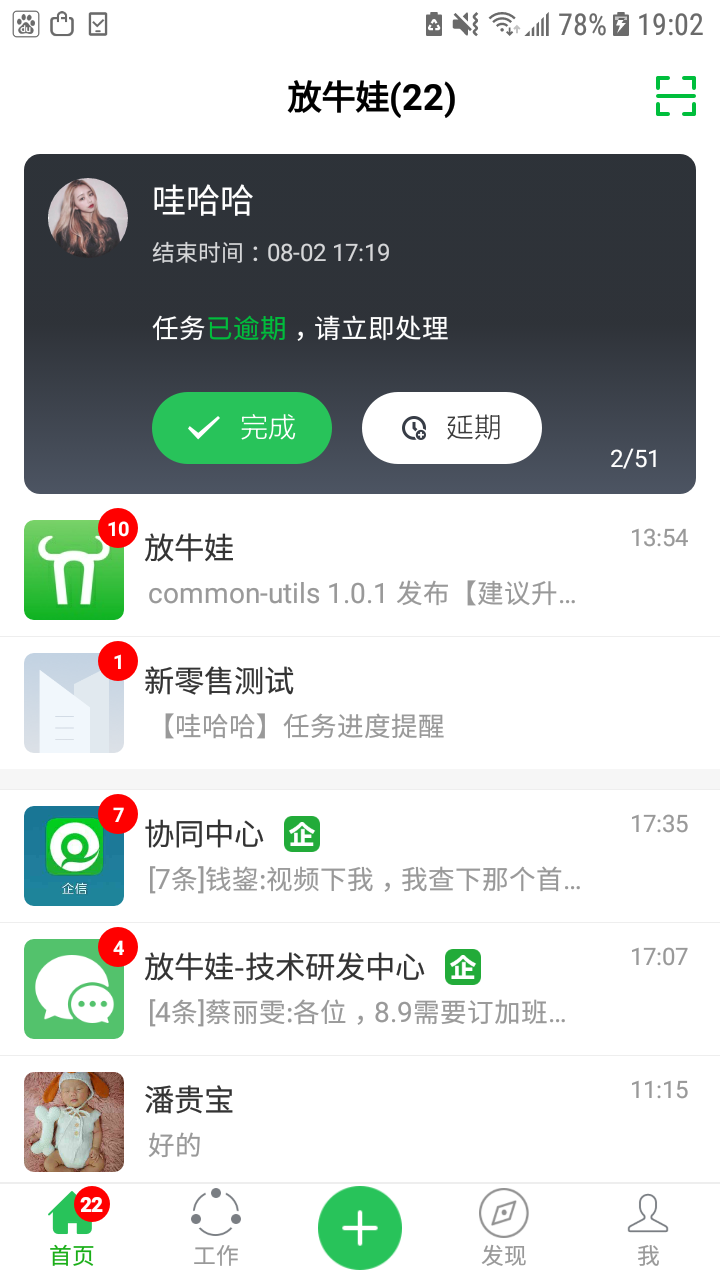 78% 19:02
放牛娃(22)
哇哈哈
结束时间：08-02 17:19
任务已逾期，请立即处理
完成 延期
2/51
10 放牛娃 13:54
common-utils 1.0.1 发布【建议升...
1 新零售测试
【哇哈哈】任务进度提醒
7 协同中心 企 17:35
企信
[7条]钱鋆:视频下我，我查下那个首...
4 放牛娃-技术研发中心 企 17:07
[4条]蔡丽雯:各位，8.9需要订加班...
潘贵宝 11:15
好的
22
首页 工作 发现 我